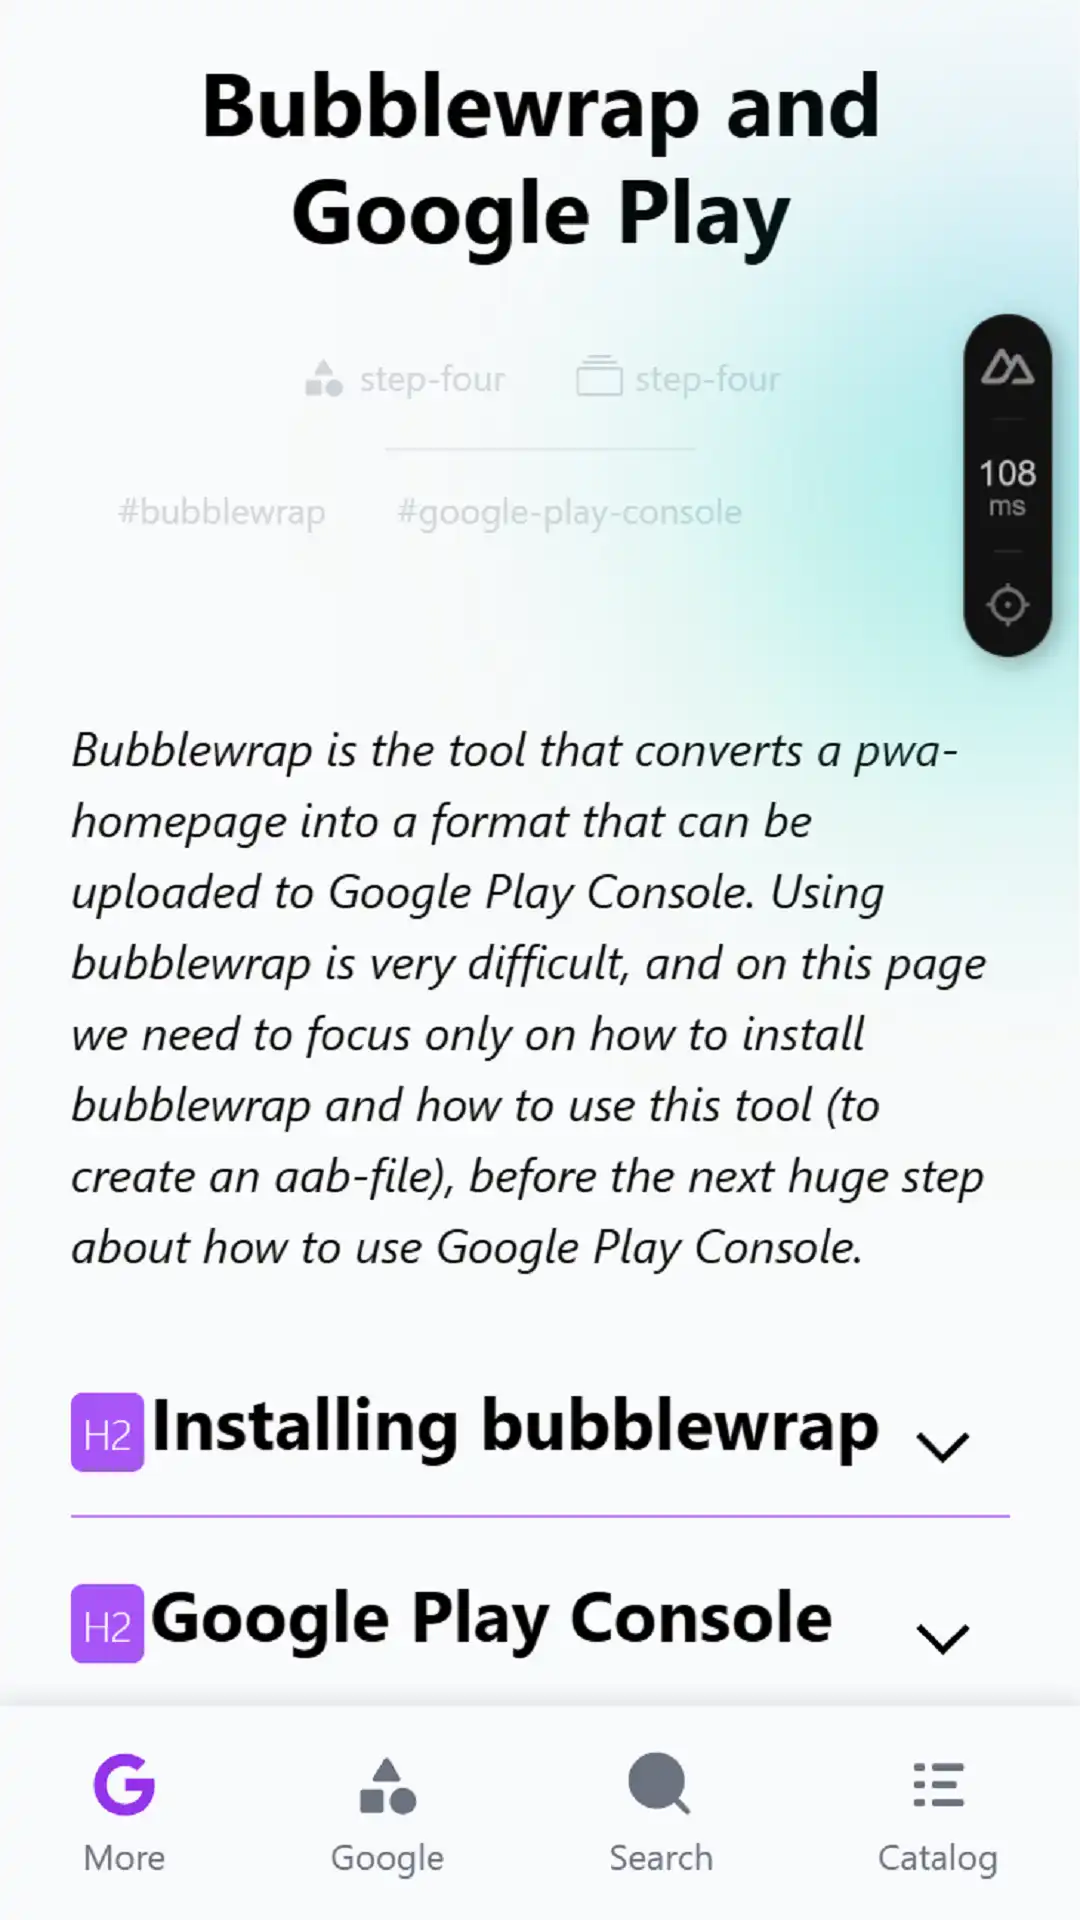 Bubblewrap and
Google Play
step-four step-four
#bubblewrap #google-play-console
108
ms
Bubblewrap is the tool that converts a pwa-
homepage into a format that can be
uploaded to Google Play Console. Using
bubblewrap is very difficult, and on this page
we need to focus only on how to install
bubblewrap and how to use this tool (to
create an aab-file), before the next huge step
about how to use Google Play Console.
H2 Installing bubblewrap
H2 Google Play Console
More Google Search Catalog